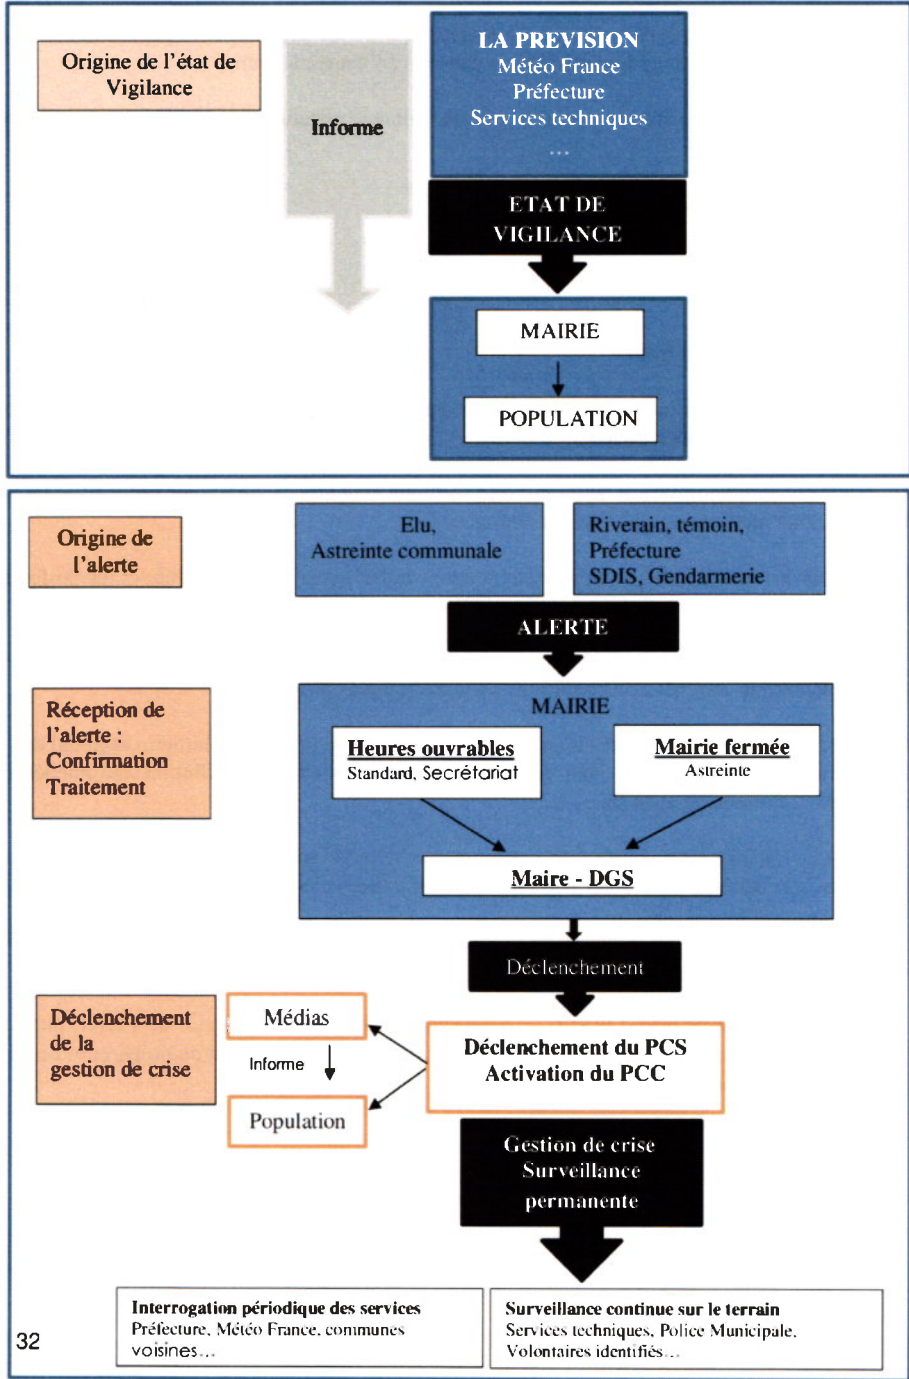 Origine de l'état de
Vigilance
Informe
LA PREVISION
Météo France
Préfecture
Services techniques
...
ETAT DE
VIGILANCE
MAIRIE
POPULATION
Origine de
l'alerte
Elu,
Astreinte communale
Riverain, témoin,
Préfecture
SDIS, Gendarmerie
ALERTE
Réception de
l'alerte :
Confirmation
Traitement
MAIRIE
Heures ouvrables
Standard, Secrétariat
Mairie fermée
Astreinte
Maire - DGS
Déclenchement
Déclenchement
de la
gestion de crise
Médias
Informe
Population
Déclenchement du PCS
Activation du PCC
Gestion de crise
Surveillance
permanente
Interrogation périodique des services
Préfecture, Météo France, communes
voisines...
Surveillance continue sur le terrain
Services techniques, Police Municipale,
Volontaires identifiés...
32